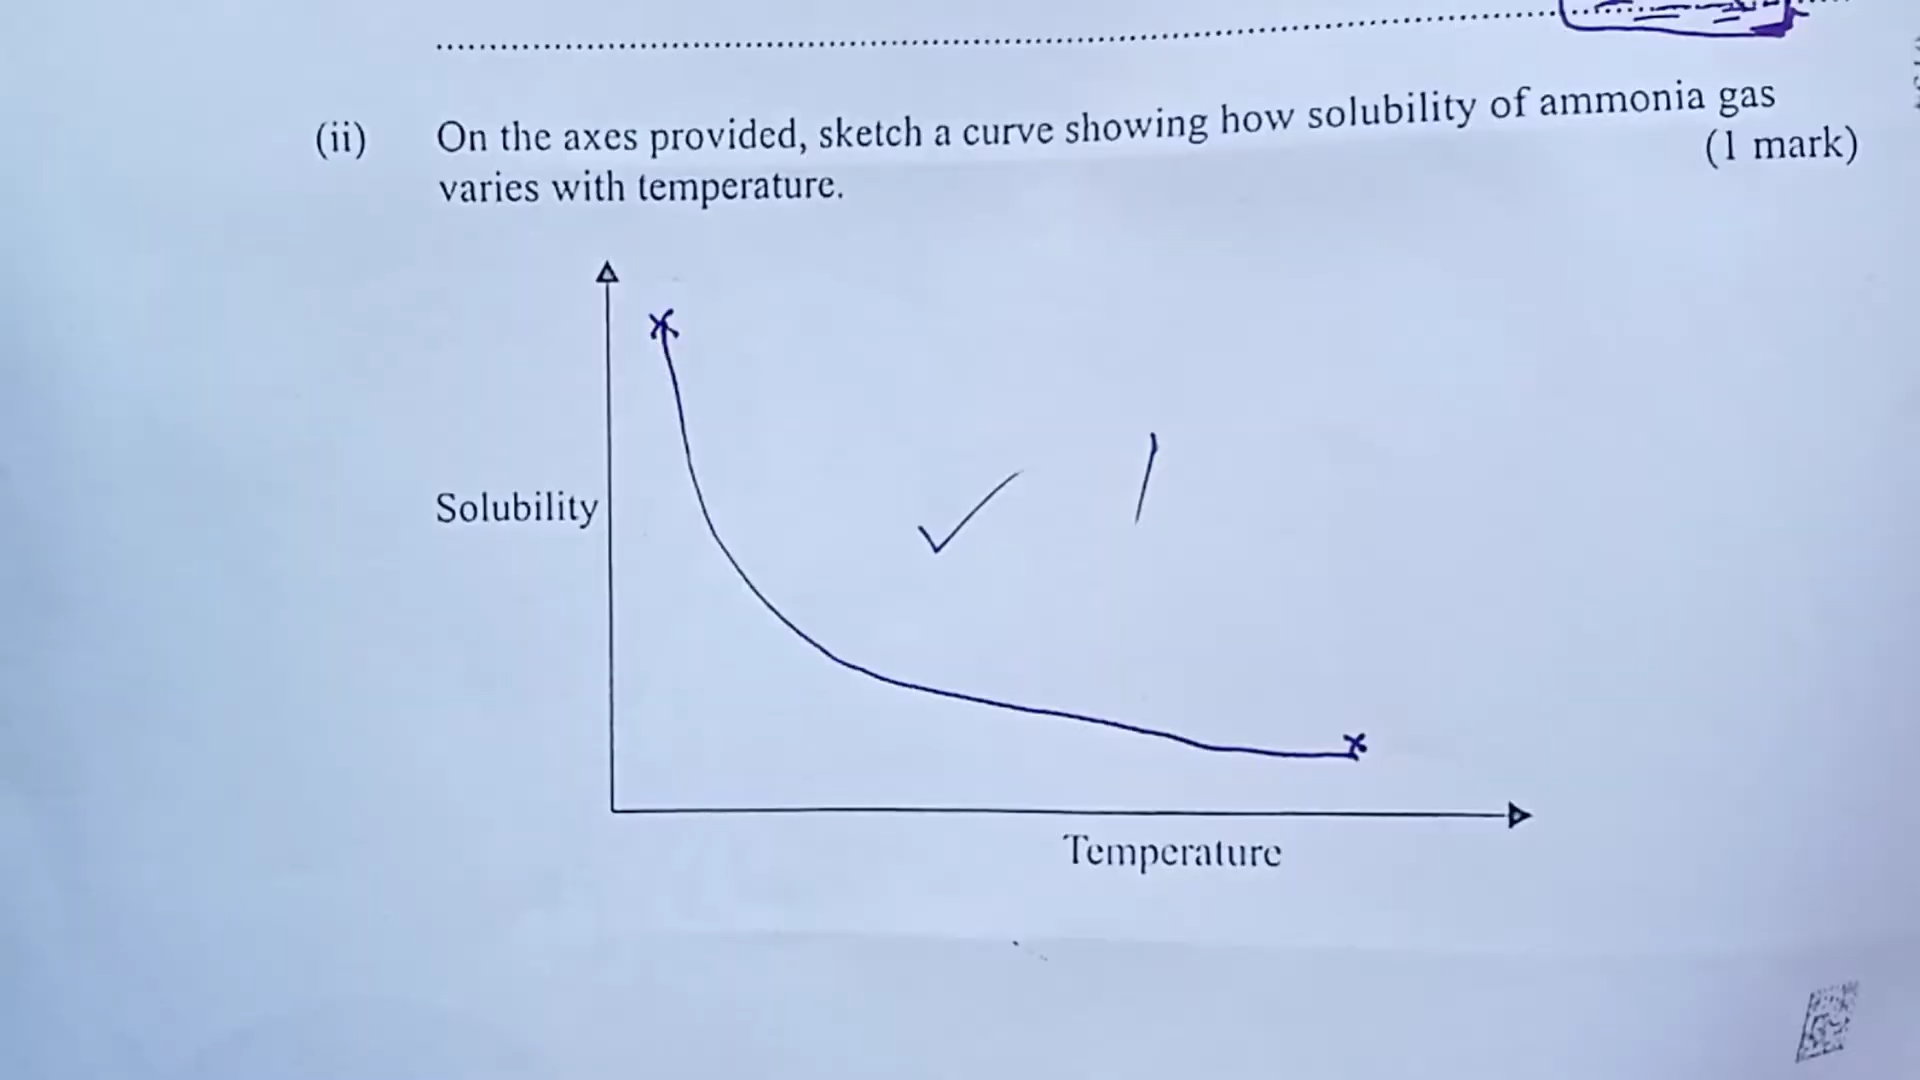 (ii) On the axes provided, sketch a curve showing how solubility of ammonia gas
varies with temperature. (1 mark)
Solubility
1
Temperature